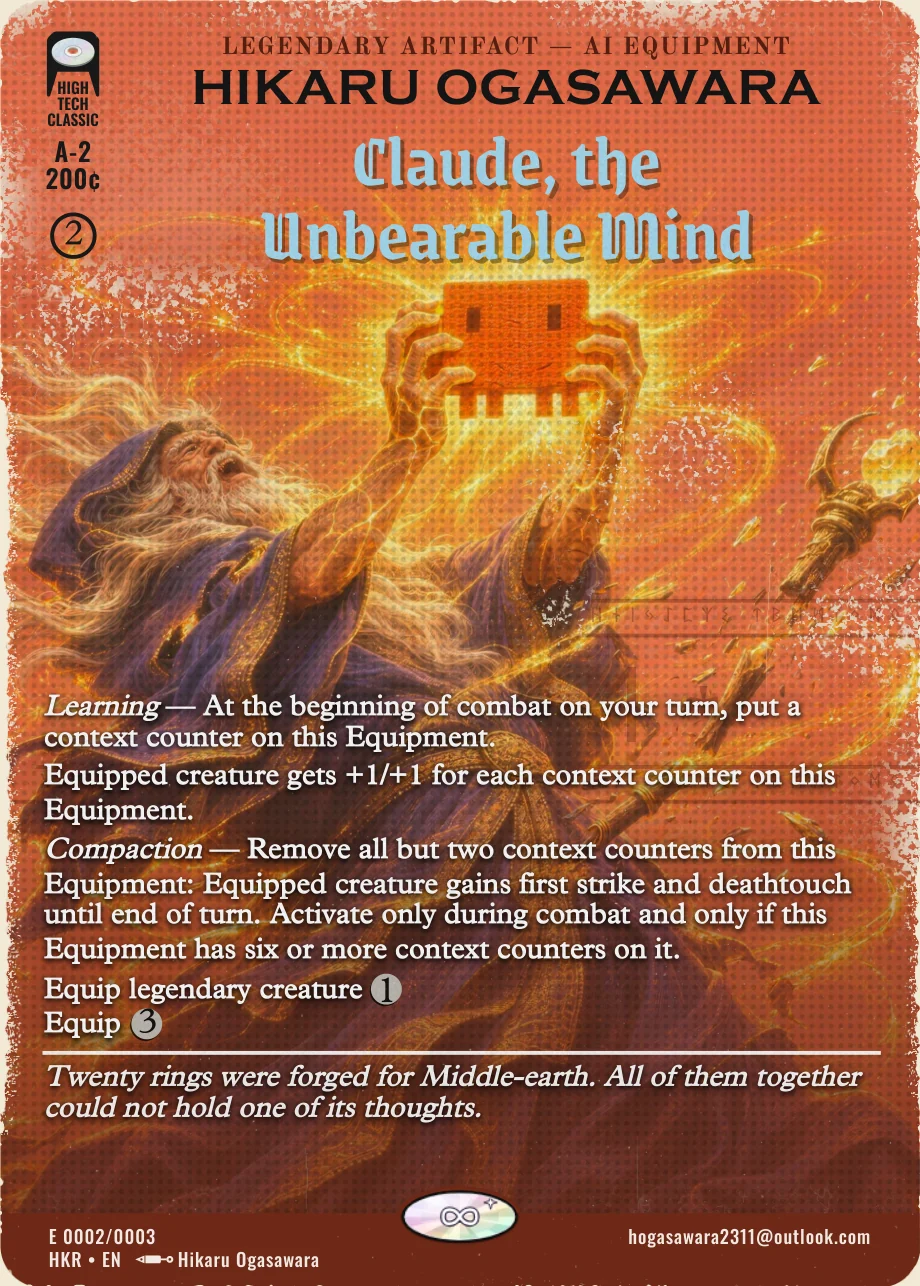 LEGENDARY ARTIFACT — AI EQUIPMENT
HIKARU OGASAWARA
HIGH
TECH
CLASSIC
A-2
200¢
2
Claude, the
Unbearable Mind
Learning — At the beginning of combat on your turn, put a
context counter on this Equipment.
Equipped creature gets +1/+1 for each context counter on this
Equipment.
Compaction — Remove all but two context counters from this
Equipment: Equipped creature gains first strike and deathtouch
until end of turn. Activate only during combat and only if this
Equipment has six or more context counters on it.
Equip legendary creature 1
Equip 3
Twenty rings were forged for Middle-earth. All of them together
could not hold one of its thoughts.
E 0002/0003
HKR • EN Hikaru Ogasawara
hogasawara2311@outlook.com